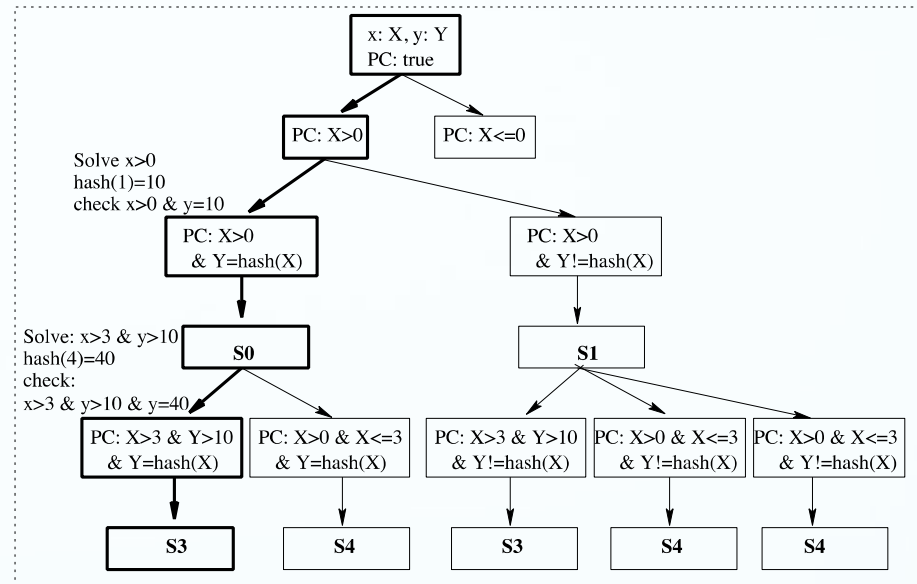 x: X, y: Y
PC: true
PC: X>0
PC: X<=0
Solve x>0
hash(1)=10
check x>0 & y=10
PC: X>0
& Y=hash(X)
PC: X>0
& Y!=hash(X)
Solve: x>3 & y>10
hash(4)=40
check:
x>3 & y>10 & y=40
S0
S1
PC: X>3 & Y>10
& Y=hash(X)
PC: X>0 & X<=3
& Y=hash(X)
PC: X>3 & Y>10
& Y!=hash(X)
PC: X>0 & X<=3
& Y!=hash(X)
PC: X>0 & X<=3
& Y!=hash(X)
S3
S4
S3
S4
S4